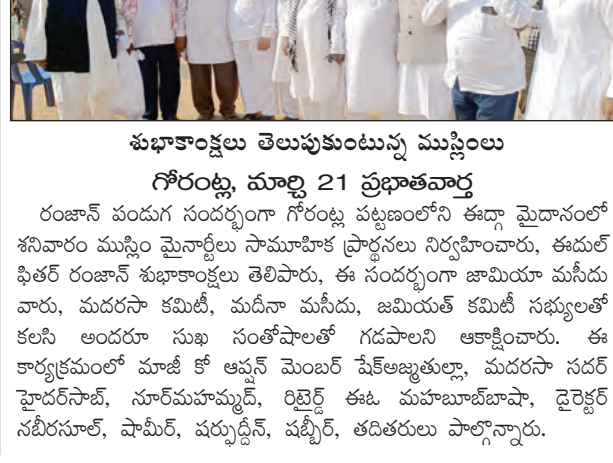 శుభాకాంక్షలు తెలుపుకుంటున్న ముస్లింలు
గోరంట్ల, మార్చి 21 ప్రభాతవార్త
రంజాన్ పండుగ సందర్భంగా గోరంట్ల పట్టణంలోని ఈద్గా మైదానంలో
శనివారం ముస్లిం మైనార్టీలు సామూహిక ప్రార్థనలు నిర్వహించారు, ఈదుల్
ఫితర్ రంజాన్ శుభాకాంక్షలు తెలిపారు, ఈ సందర్భంగా జామియా మసీదు
వారు, మదరసా కమిటీ, మదీనా మసీదు, జమియత్ కమిటీ సభ్యులతో
కలసి అందరూ సుఖ సంతోషాలతో గడపాలని ఆకాక్షించారు. ఈ
కార్యక్రమంలో మాజీ కో ఆప్షన్ మెంబర్ షేక్అజ్మతుల్లా, మదరసా సదర్
హైదర్‌సాబ్, నూర్‌మహమ్మద్, రిటైర్డ్ ఈఓ మహబూబ్‌బాషా, డైరెక్టర్
నబీరసూల్, షామీర్, షర్ఫుద్దీన్, షబ్బీర్, తదితరులు పాల్గొన్నారు.